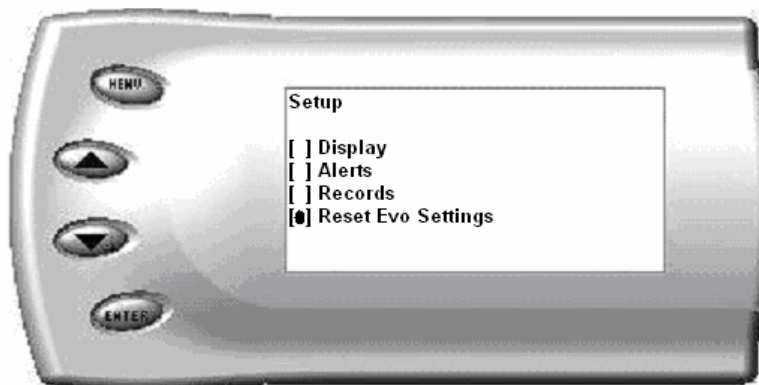 MENU
Setup
[ ] Display
[ ] Alerts
[ ] Records
[●] Reset Evo Settings
ENTER